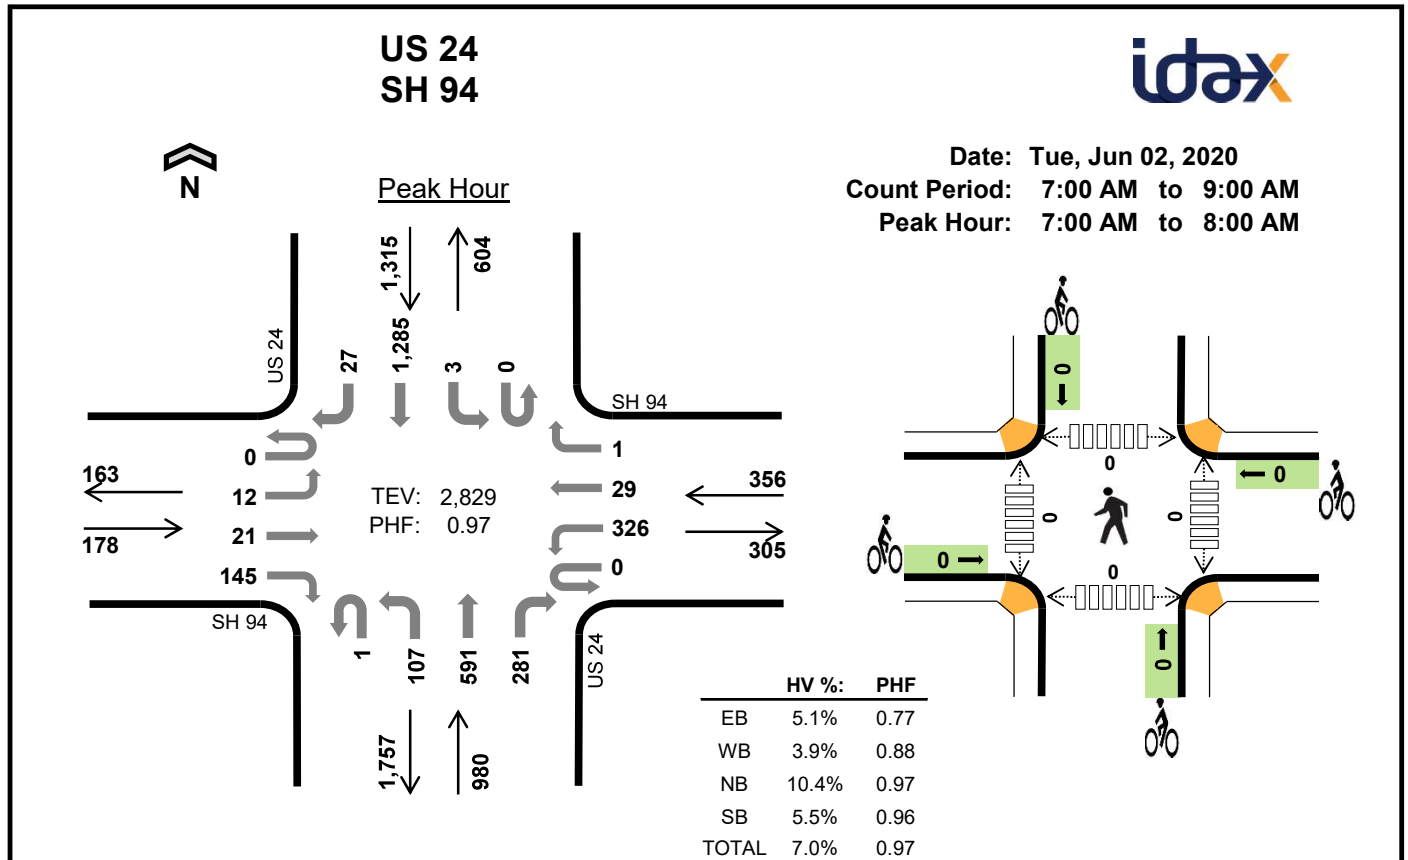 US 24
SH 94
idax
Date: Tue, Jun 02, 2020
Count Period: 7:00 AM to 9:00 AM
Peak Hour: 7:00 AM to 8:00 AM
N
Peak Hour
1,315
604
US 24
27
1,285
3
0
SH 94
0
12
21
145
163
178
TEV: 2,829
PHF: 0.97
1
29
326
0
356
305
SH 94
1
107
591
281
US 24
1,757
980
HV %: PHF
EB 5.1% 0.77
WB 3.9% 0.88
NB 10.4% 0.97
SB 5.5% 0.96
TOTAL 7.0% 0.97
0
0
0
0
0
0
0
0